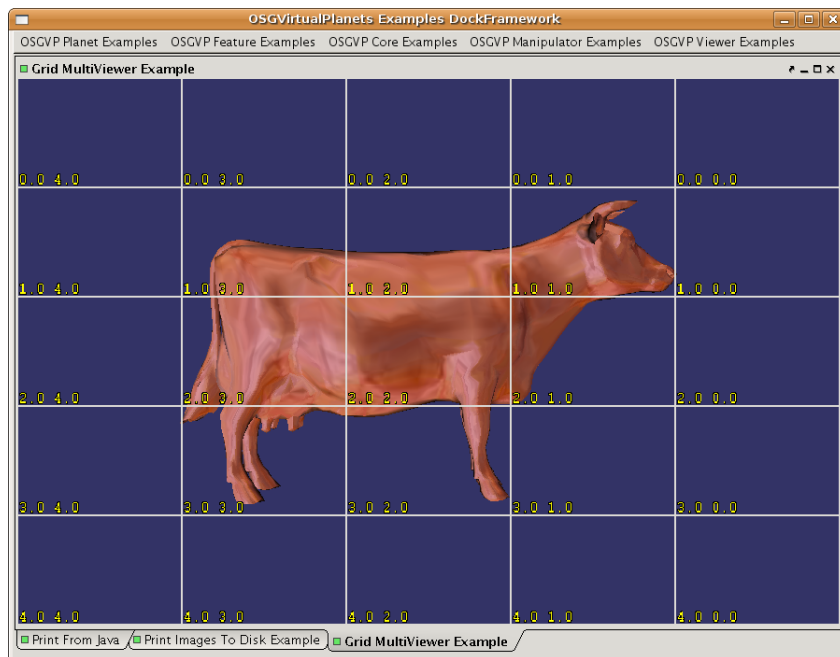 OSGVirtualPlanets Examples DockFramework
OSGVP Planet Examples OSGVP Feature Examples OSGVP Core Examples OSGVP Manipulator Examples OSGVP Viewer Examples
Grid MultiViewer Example
0.0 4.0 0.0 3.0 0.0 2.0 0.0 1.0 0.0 0.0
1.0 4.0 1.0 3.0 1.0 2.0 1.0 1.0 1.0 0.0
2.0 4.0 2.0 3.0 2.0 2.0 2.0 1.0 2.0 0.0
3.0 4.0 3.0 3.0 3.0 2.0 3.0 1.0 3.0 0.0
4.0 4.0 4.0 3.0 4.0 2.0 4.0 1.0 4.0 0.0
Print From Java Print Images To Disk Example Grid MultiViewer Example